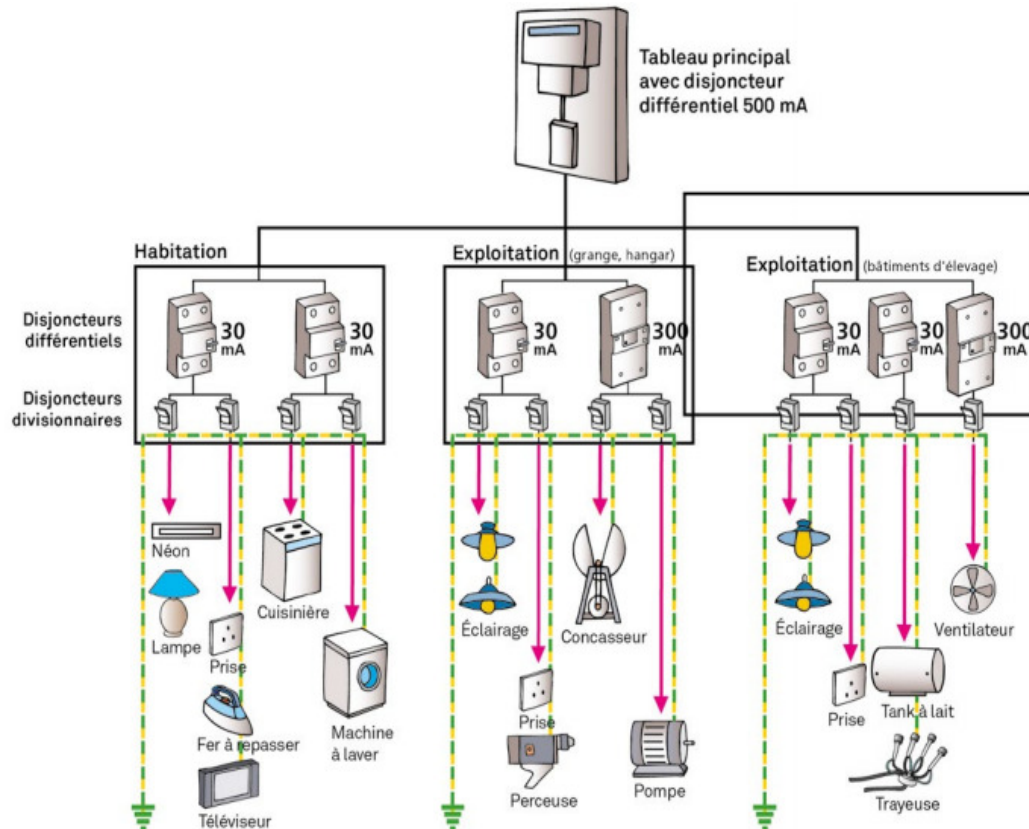 Tableau principal
avec disjoncteur
différentiel 500 mA
Habitation
Exploitation (grange, hangar)
Exploitation (bâtiments d'élevage)
Disjoncteurs
différentiels
30
mA
30
mA
30
mA
300
mA
30
mA
30
mA
300
mA
Disjoncteurs
divisionnaires
Néon
Lampe
Prise
Cuisinière
Fer à repasser
Machine
à laver
Téléviseur
Éclairage
Concasseur
Prise
Perceuse
Pompe
Éclairage
Ventilateur
Prise
Tank à lait
Trayeuse